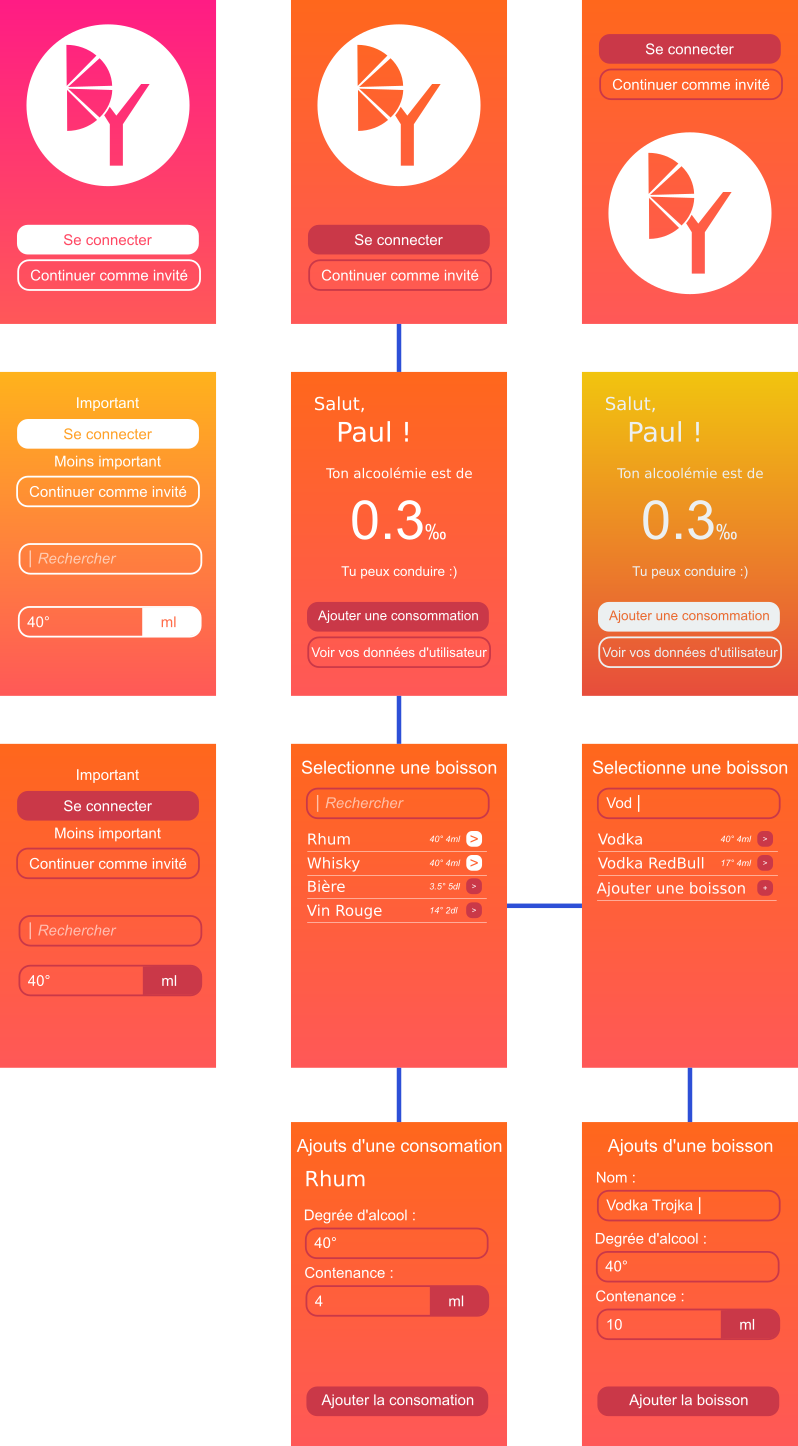 Se connecter
Continuer comme invité
Se connecter
Continuer comme invité
Se connecter
Continuer comme invité
Important
Se connecter
Moins important
Continuer comme invité
Rechercher
40° ml
Salut,
Paul !
Ton alcoolémie est de
0.3‰
Tu peux conduire :)
Ajouter une consommation
Voir vos données d'utilisateur
Salut,
Paul !
Ton alcoolémie est de
0.3‰
Tu peux conduire :)
Ajouter une consommation
Voir vos données d'utilisateur
Important
Se connecter
Moins important
Continuer comme invité
Rechercher
40° ml
Selectionne une boisson
Rechercher
Rhum 40° 4ml >
Whisky 40° 4ml >
Bière 3.5° 5dl >
Vin Rouge 14° 2dl >
Selectionne une boisson
Vod
Vodka 40° 4ml >
Vodka RedBull 17° 4ml >
Ajouter une boisson +
Ajouts d'une consomation
Rhum
Degrée d'alcool :
40°
Contenance :
4 ml
Ajouter la consomation
Ajouts d'une boisson
Nom :
Vodka Trojka
Degrée d'alcool :
40°
Contenance :
10 ml
Ajouter la boisson